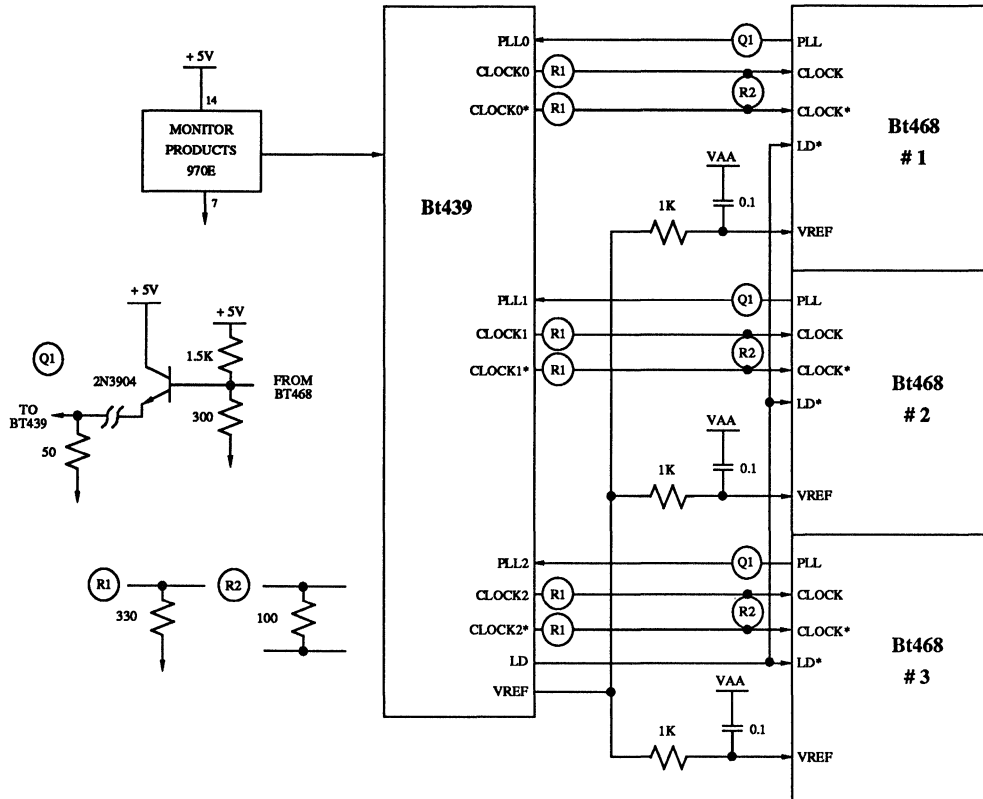 + 5V
14
MONITOR
PRODUCTS
970E
7
Bt439
PLL0
CLOCK0
CLOCK0*
R1
R1
Q1
R2
PLL
CLOCK
CLOCK*
LD*
VREF
Bt468
# 1
VAA
0.1
1K
PLL1
CLOCK1
CLOCK1*
R1
R1
Q1
R2
PLL
CLOCK
CLOCK*
LD*
VREF
Bt468
# 2
VAA
0.1
1K
PLL2
CLOCK2
CLOCK2*
LD
VREF
R1
R1
Q1
R2
PLL
CLOCK
CLOCK*
LD*
VREF
Bt468
# 3
VAA
0.1
1K
Q1
+ 5V
+ 5V
1.5K
2N3904
FROM
BT468
TO
BT439
300
50
R1
330
R2
100